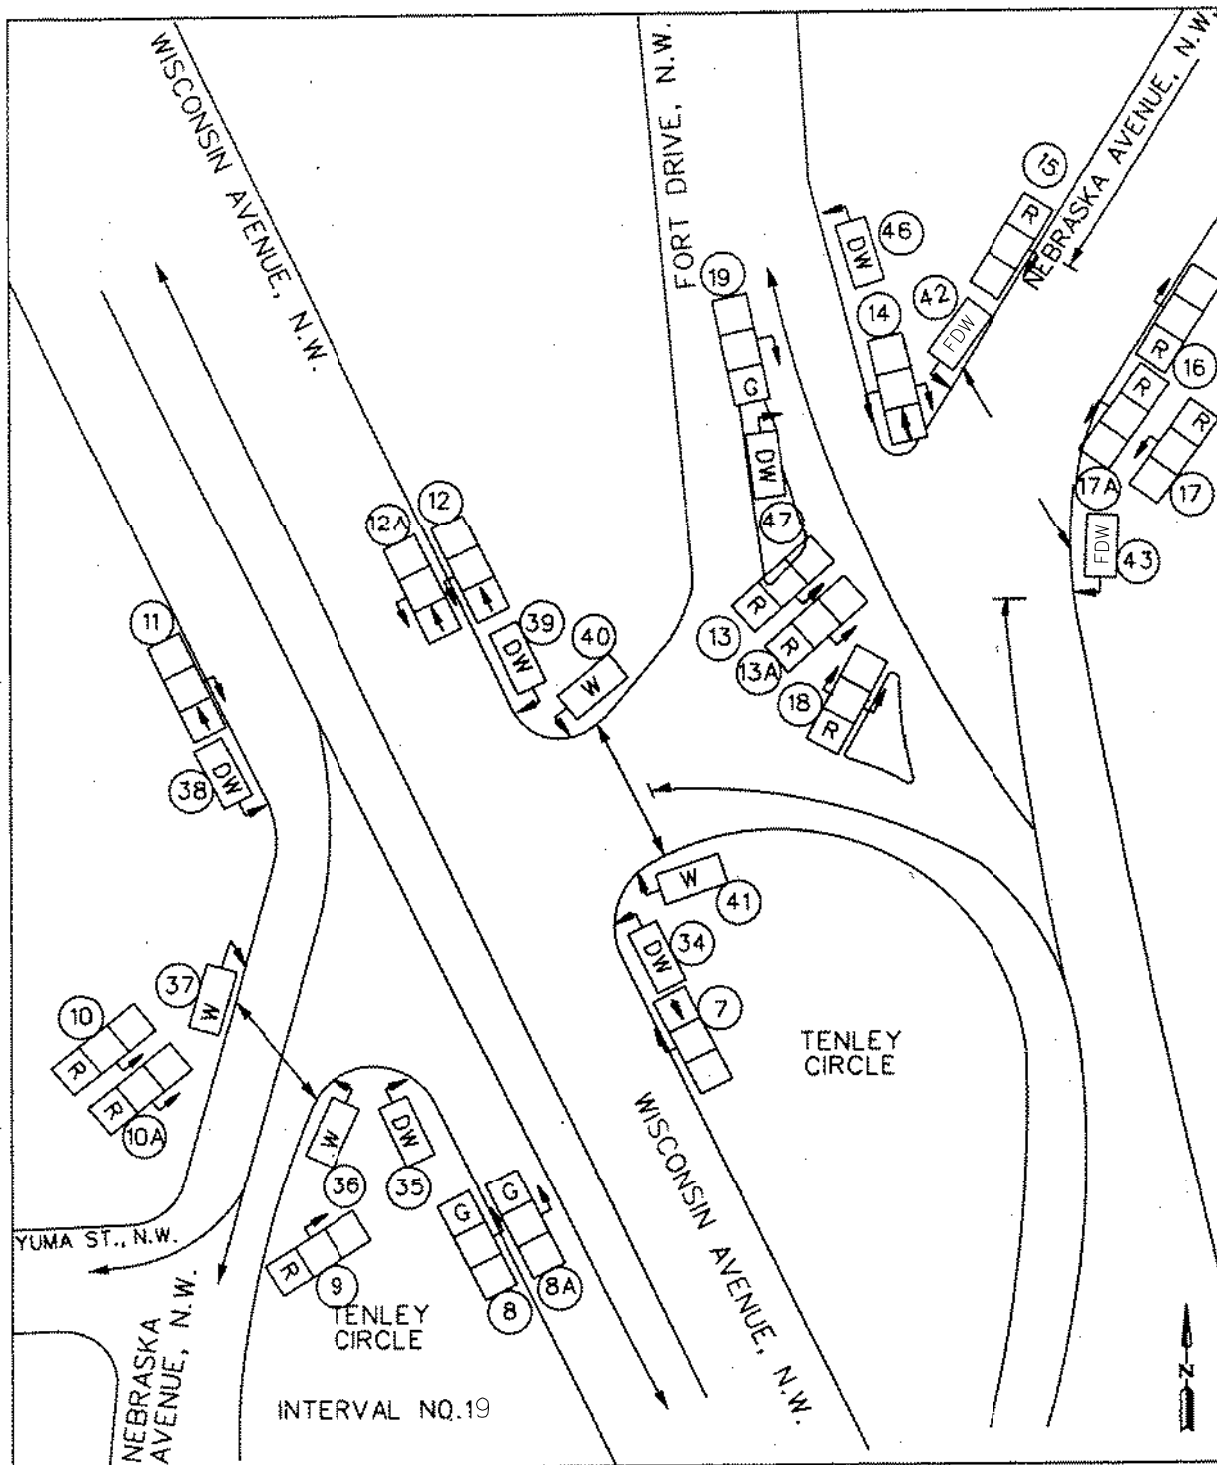 WISCONSIN AVENUE, N.W.
FORT DRIVE, N.W.
NEBRASKA AVENUE, N.W.
15
R
46
DW
19
42
FDW
14
G
R
16
R
R
17A
17
DW
47
FDW
43
12
12A
11
39
DW
40
W
R
13
R
13A
18
R
38
DW
W
41
34
DW
7
37
W
10
R
R
10A
TENLEY
CIRCLE
W
36
DW
35
WISCONSIN AVENUE, N.W.
YUMA ST., N.W.
R
9
G
G
8
8A
TENLEY
CIRCLE
NEBRASKA
AVENUE, N.W.
INTERVAL NO.19
N